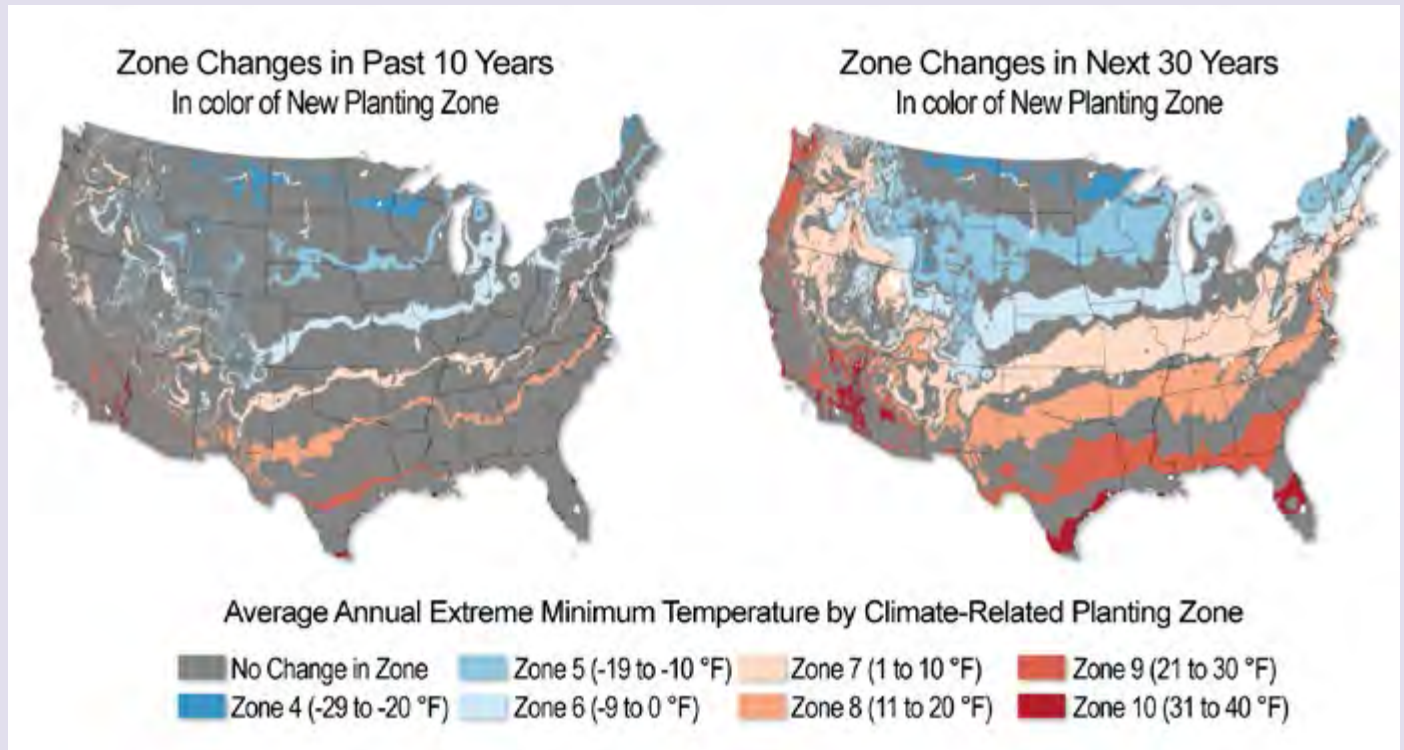 Zone Changes in Past 10 Years
In color of New Planting Zone
Zone Changes in Next 30 Years
In color of New Planting Zone
Average Annual Extreme Minimum Temperature by Climate-Related Planting Zone
No Change in Zone
Zone 5 (-19 to -10 °F)
Zone 7 (1 to 10 °F)
Zone 9 (21 to 30 °F)
Zone 4 (-29 to -20 °F)
Zone 6 (-9 to 0 °F)
Zone 8 (11 to 20 °F)
Zone 10 (31 to 40 °F)